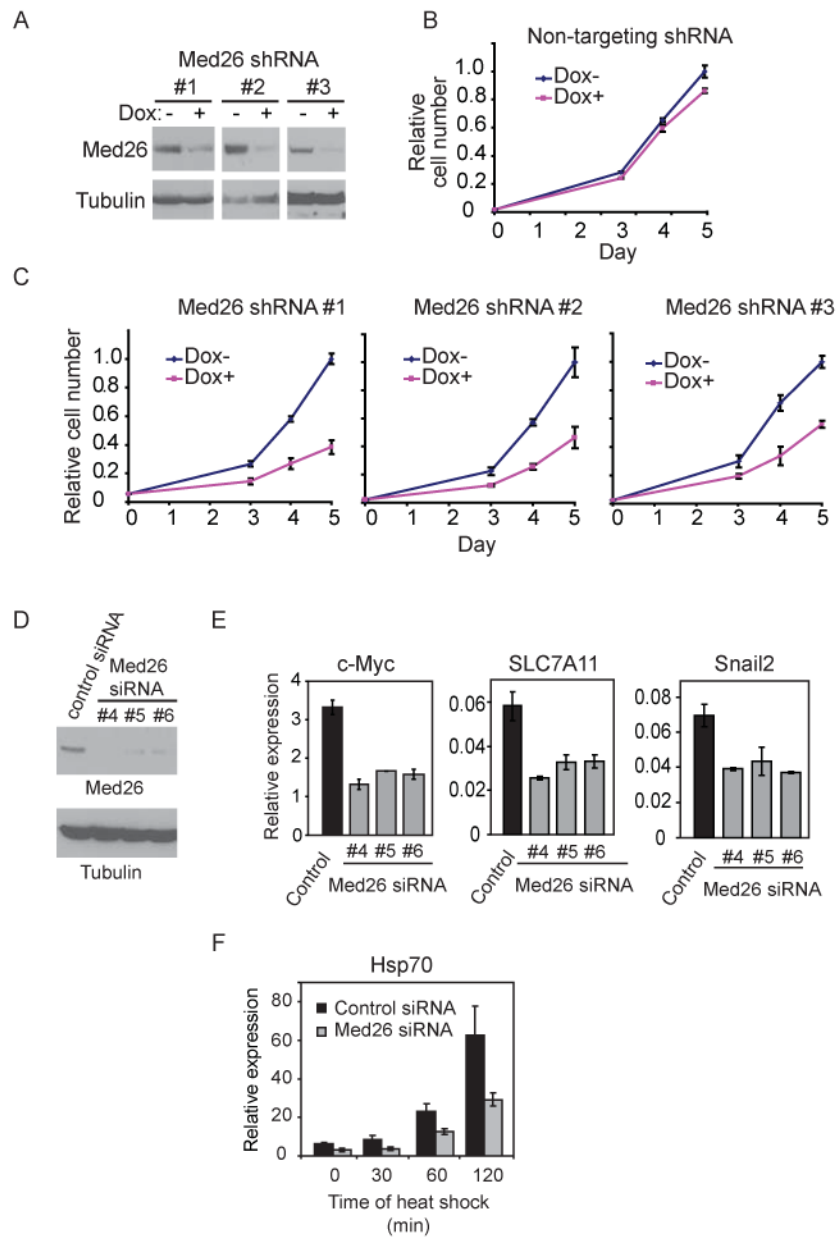 A
Med26 shRNA
#1 #2 #3
Dox: - + - + - +
Med26
Tubulin
B
Non-targeting shRNA
Dox-
Dox+
Relative
cell number
1.0
0.8
0.6
0.4
0.2
0
0 1 2 3 4 5
Day
C
Med26 shRNA #1 Med26 shRNA #2 Med26 shRNA #3
Dox- Dox- Dox-
Dox+ Dox+ Dox+
Relative cell number
1.0
0.8
0.6
0.4
0.2
0
0 1 2 3 4 5 0 1 2 3 4 5 0 1 2 3 4 5
Day
D
control siRNA
Med26
siRNA
#4 #5 #6
Med26
Tubulin
E
Relative expression
c-Myc
4
3
2
1
0
Control
#4 #5 #6
Med26 siRNA
SLC7A11
0.06
0.04
0.02
0
Control
#4 #5 #6
Med26 siRNA
Snail2
0.08
0.06
0.04
0.02
0
Control
#4 #5 #6
Med26 siRNA
F
Hsp70
Control siRNA
Med26 siRNA
Relative expression
80
60
40
20
0
0 30 60 120
Time of heat shock
(min)